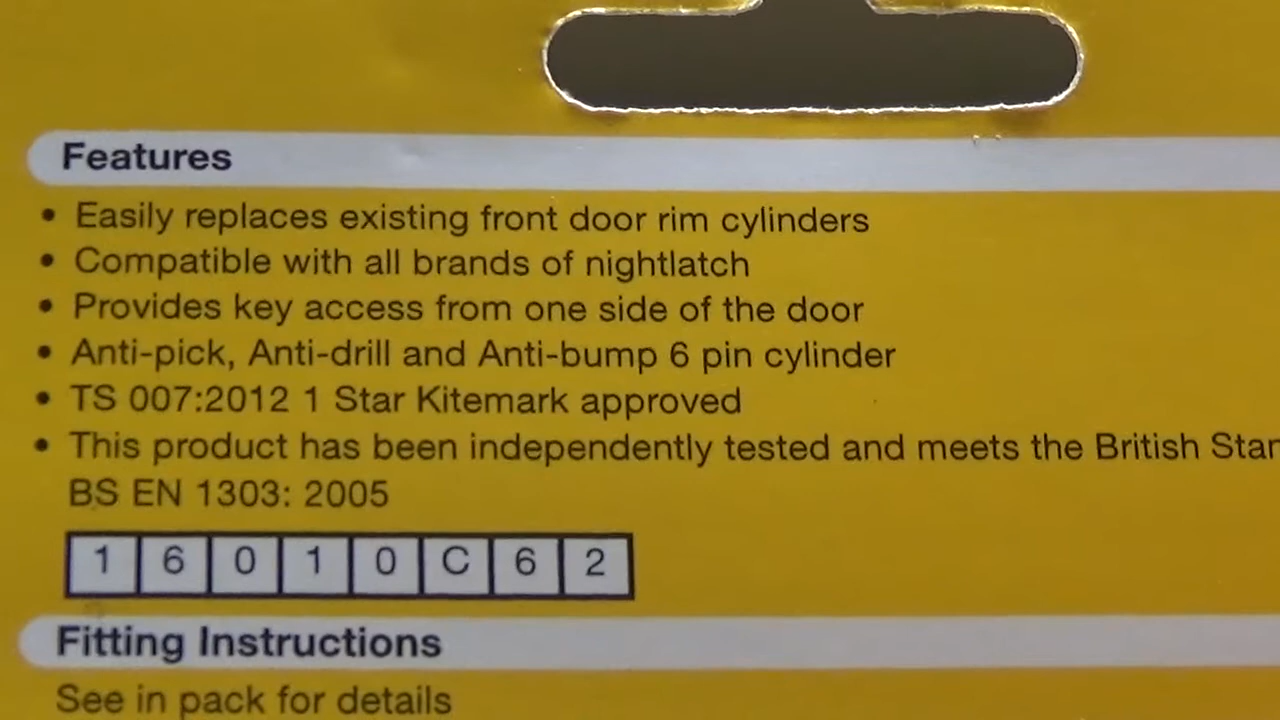 Features
• Easily replaces existing front door rim cylinders
• Compatible with all brands of nightlatch
• Provides key access from one side of the door
• Anti-pick, Anti-drill and Anti-bump 6 pin cylinder
• TS 007:2012 1 Star Kitemark approved
• This product has been independently tested and meets the British
BS EN 1303: 2005
1 6 0 1 0 C 6 2
Fitting Instructions
See in pack for details